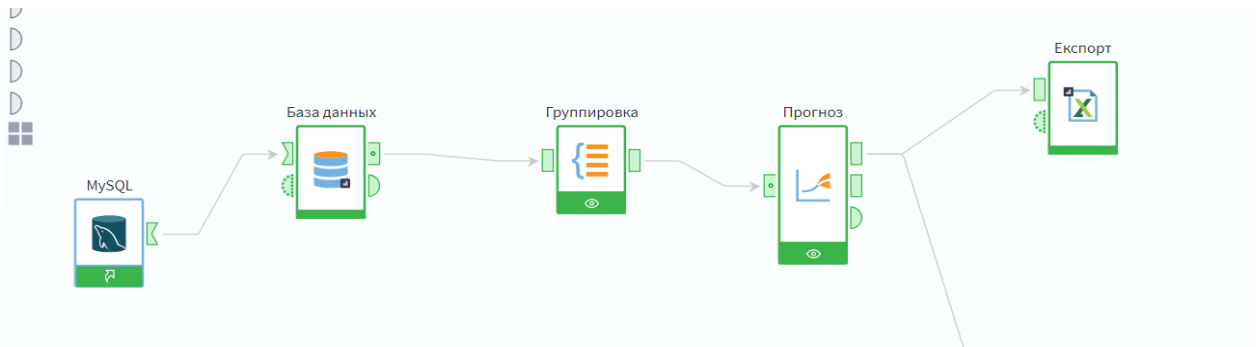 Експорт
База данных
Группировка
Прогноз
MySQL